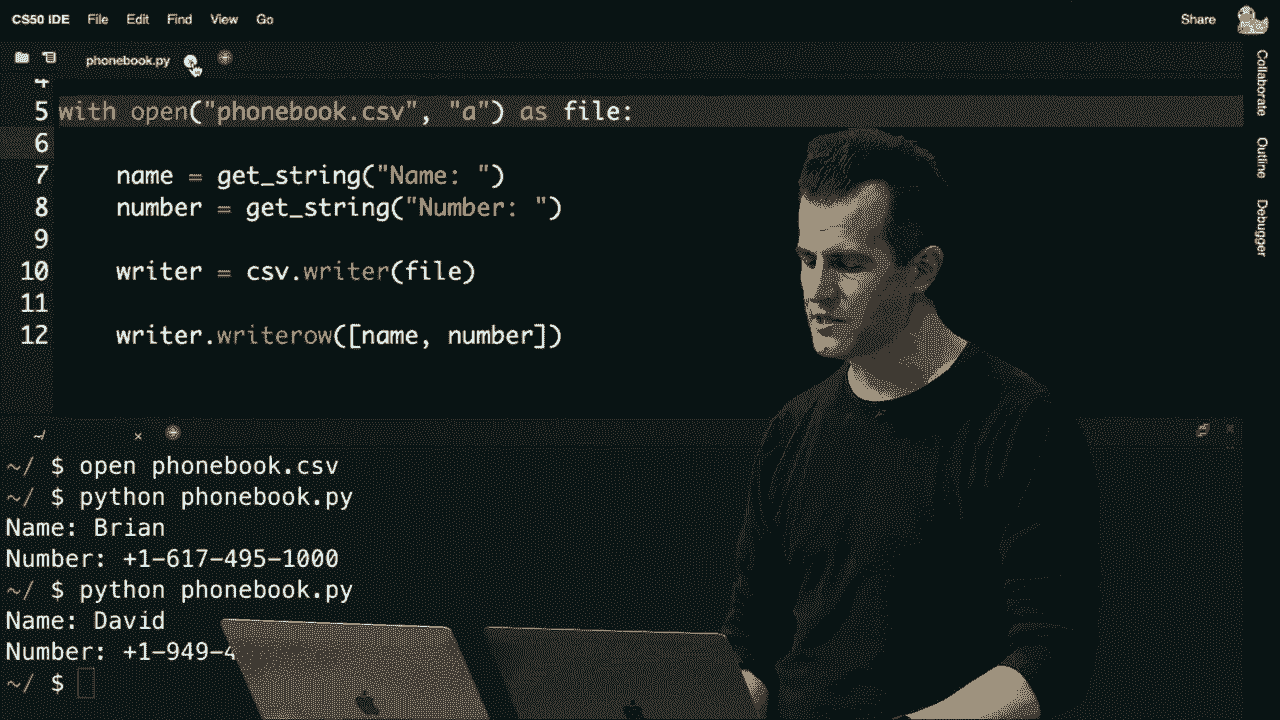 CS50 IDE File Edit Find View Go Share
phonebook.py
Collaborate
Outline
Debugger
4
5 with open("phonebook.csv", "a") as file:
6
7 name = get_string("Name: ")
8 number = get_string("Number: ")
9
10 writer = csv.writer(file)
11
12 writer.writerow([name, number])
~/ $ open phonebook.csv
~/ $ python phonebook.py
Name: Brian
Number: +1-617-495-1000
~/ $ python phonebook.py
Name: David
Number: +1-949-4
~/ $